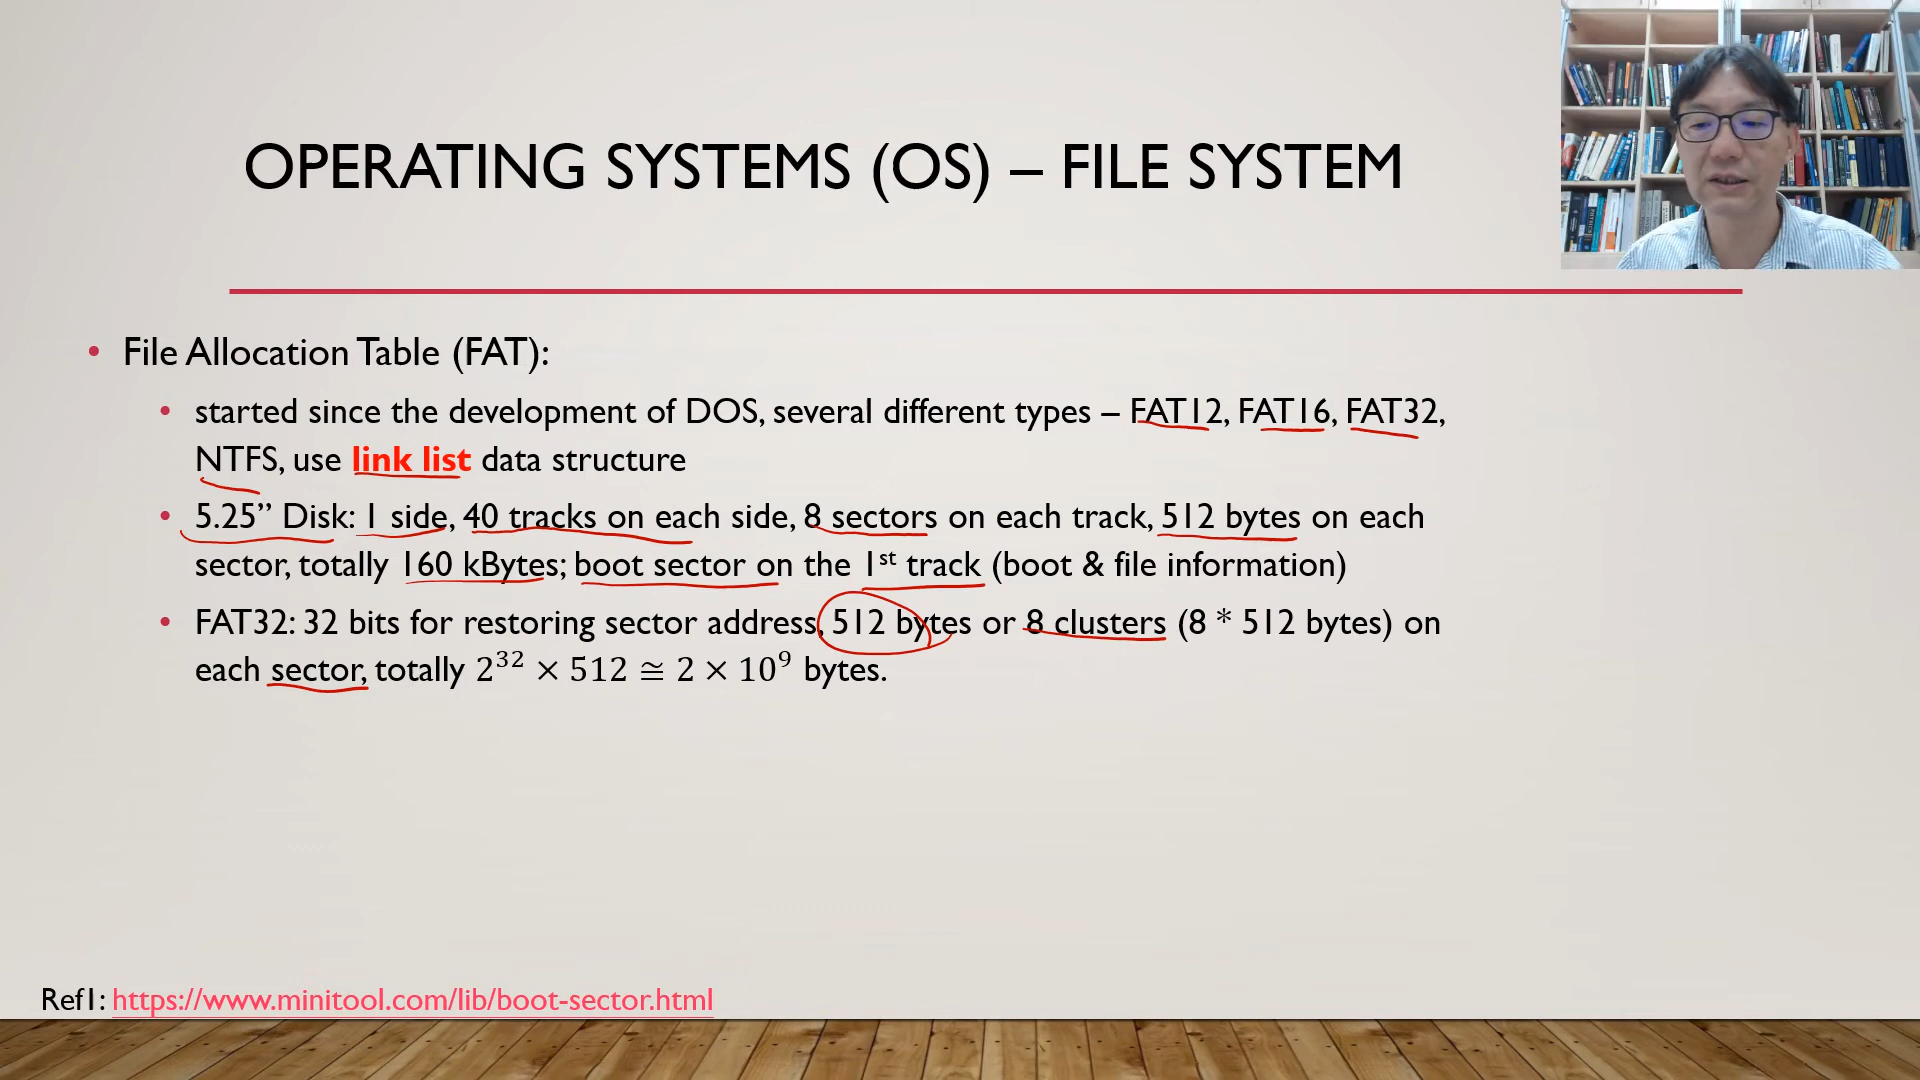 OPERATING SYSTEMS (OS) – FILE SYSTEM
• File Allocation Table (FAT):
• started since the development of DOS, several different types – FAT12, FAT16, FAT32,
NTFS, use link list data structure
• 5.25” Disk: 1 side, 40 tracks on each side, 8 sectors on each track, 512 bytes on each
sector, totally 160 kBytes; boot sector on the 1st track (boot & file information)
• FAT32: 32 bits for restoring sector address, 512 bytes or 8 clusters (8 * 512 bytes) on
each sector, totally 2³² × 512 ≅ 2 × 10⁹ bytes.
Ref1: https://www.minitool.com/lib/boot-sector.html